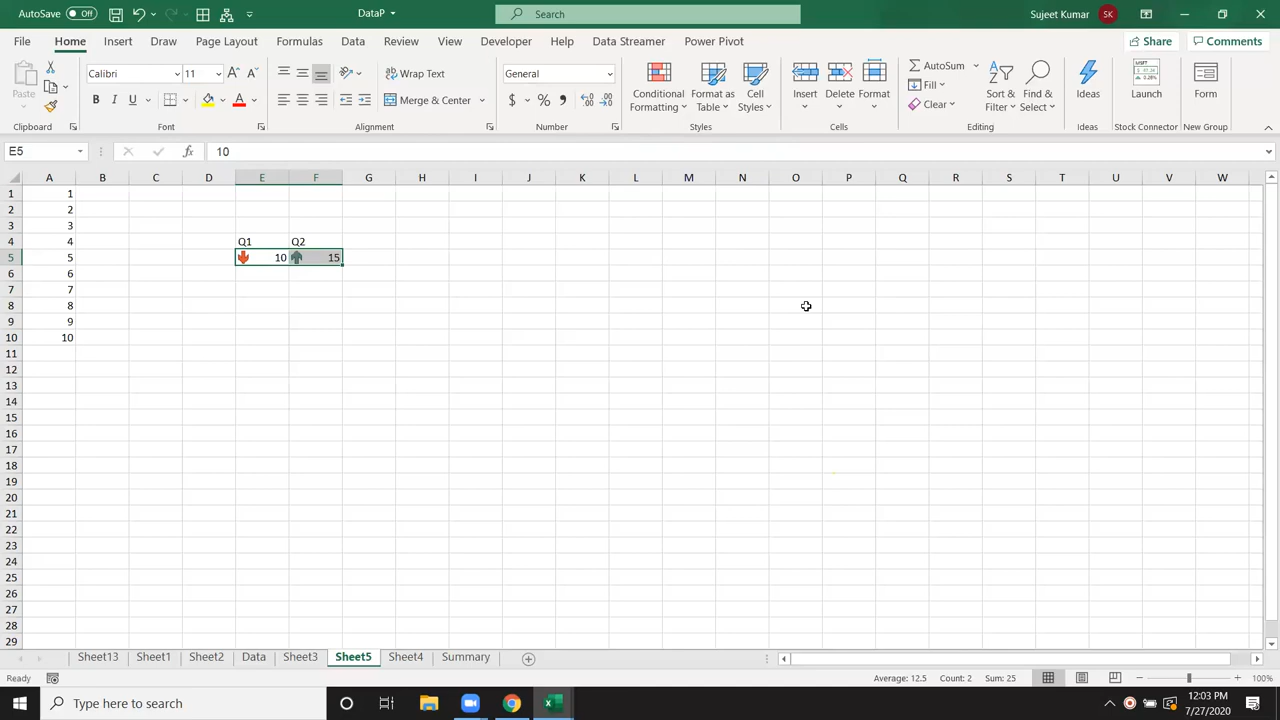 AutoSave Off DataP Search Sujeet Kumar SK
File Home Insert Draw Page Layout Formulas Data Review View Developer Help Data Streamer Power Pivot Share Comments
Paste Calibri 11 Wrap Text General Conditional Formatting Format as Table Cell Styles Insert Delete Format AutoSum Fill Clear Sort & Filter Find & Select Ideas Launch Form
B I U A Merge & Center $ % ,
Clipboard Font Alignment Number Styles Cells Editing Ideas Stock Connector New Group
E5 fx 10
A B C D E F G H I J K L M N O P Q R S T U V W
1 1
2 2
3 3
4 4 Q1 Q2
5 5 10 15
6 6
7 7
8 8
9 9
10 10
11
12
13
14
15
16
17
18
19
20
21
22
23
24
25
26
27
28
29
Sheet13 Sheet1 Sheet2 Data Sheet3 Sheet5 Sheet4 Summary
Ready Average: 12.5 Count: 2 Sum: 25 100%
Type here to search 12:03 PM
7/27/2020